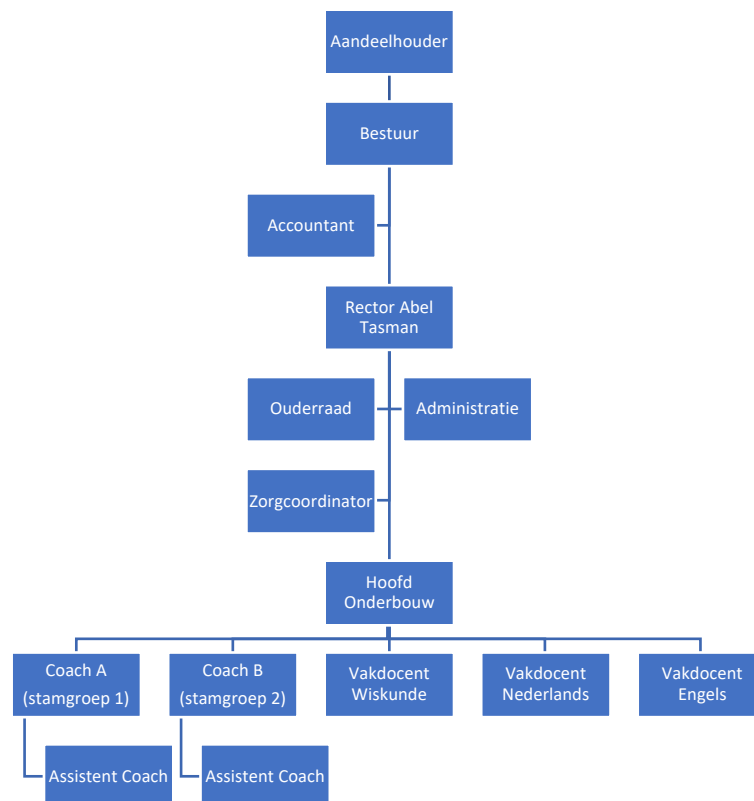 Aandeelhouder
Bestuur
Accountant
Rector Abel
Tasman
Ouderraad
Administratie
Zorgcoordinator
Hoofd
Onderbouw
Coach A
(stamgroep 1)
Coach B
(stamgroep 2)
Vakdocent
Wiskunde
Vakdocent
Nederlands
Vakdocent
Engels
Assistent Coach
Assistent Coach